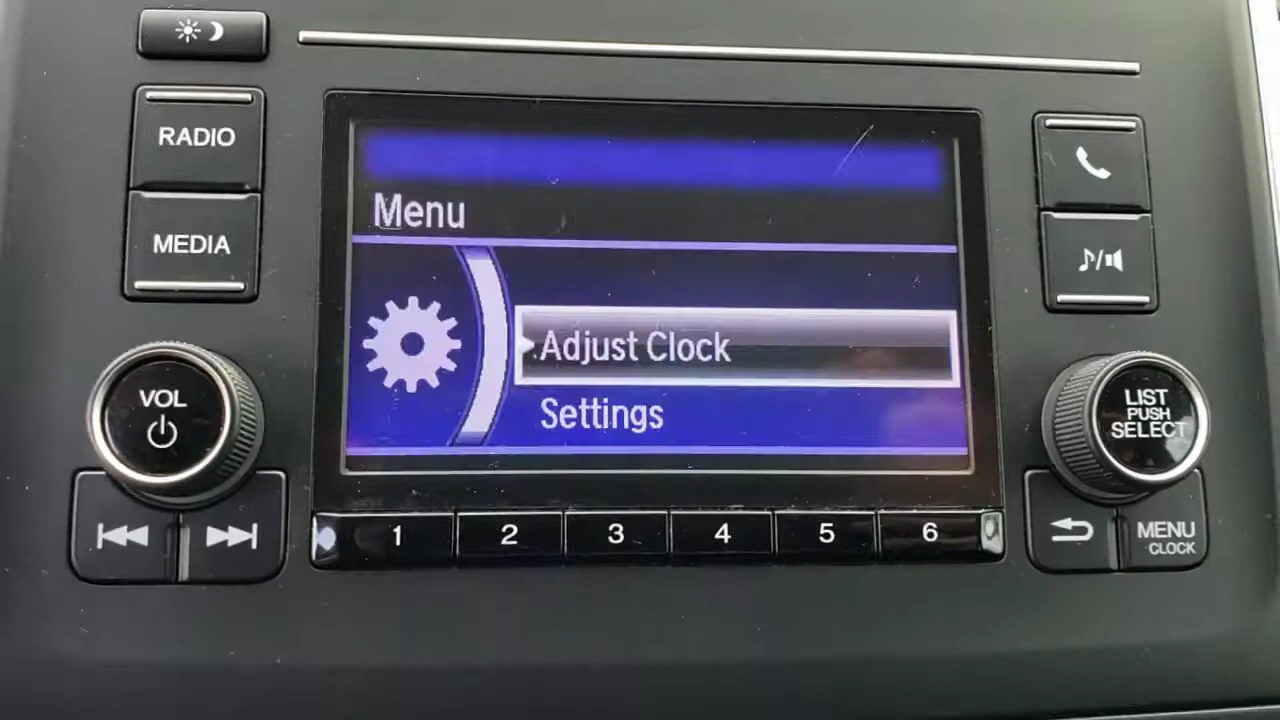 RADIO
MEDIA
VOL
Menu
Adjust Clock
Settings
LIST
PUSH
SELECT
1 2 3 4 5 6
MENU
CLOCK